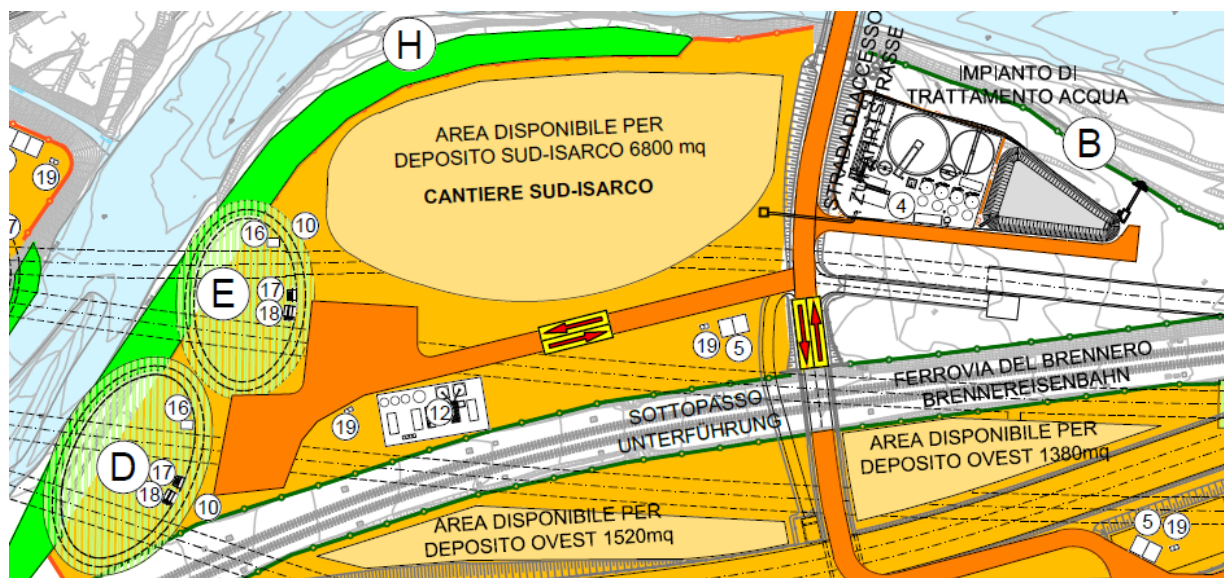 H
AREA DISPONIBILE PER
DEPOSITO SUD-ISARCO 6800 mq
CANTIERE SUD-ISARCO
STRADA DI ACCESSO
ZUFAHRTSTRASSE
IMPIANTO DI
TRATTAMENTO ACQUA
B
4
19
7
16
10
E
17
18
19
5
12
19
16
D
17
18
10
SOTTOPASSO
UNTERFÜHRUNG
FERROVIA DEL BRENNERO
BRENNEREISENBAHN
AREA DISPONIBILE PER
DEPOSITO OVEST 1380mq
AREA DISPONIBILE PER
DEPOSITO OVEST 1520mq
5
19